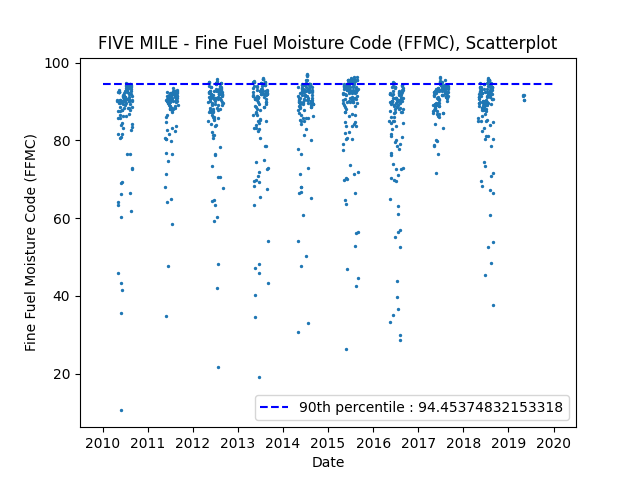 FIVE MILE - Fine Fuel Moisture Code (FFMC), Scatterplot
100
80
60
40
20
Fine Fuel Moisture Code (FFMC)
90th percentile : 94.45374832153318
2010 2011 2012 2013 2014 2015 2016 2017 2018 2019 2020
Date